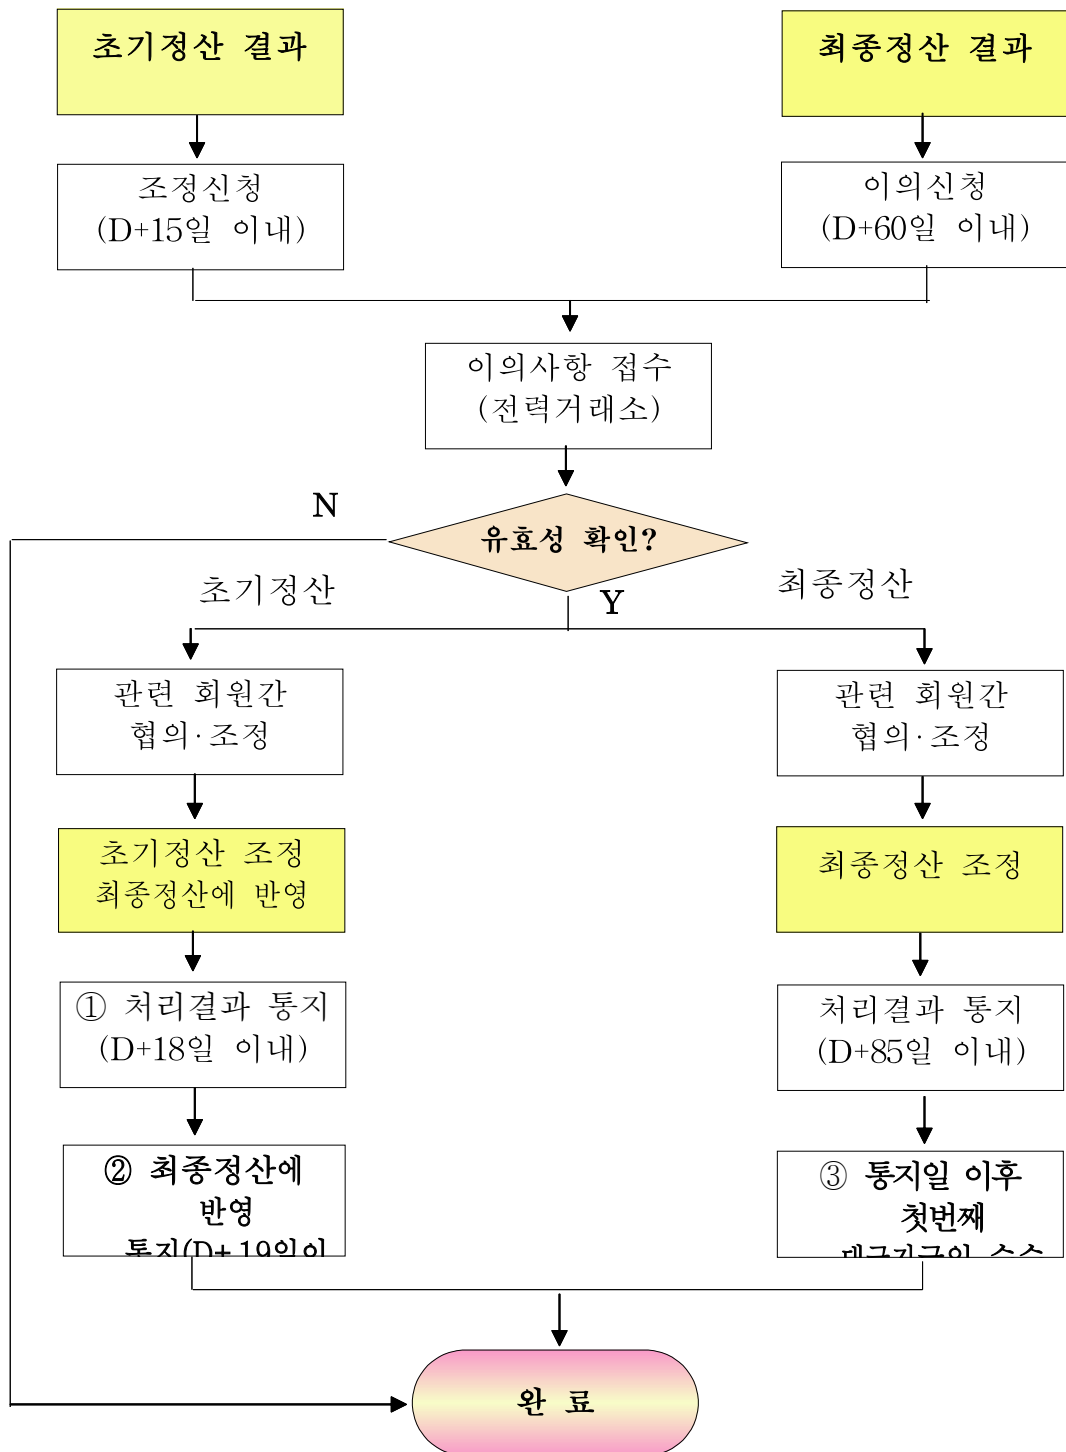 초기정산 결과
최종정산 결과
조정신청
(D+15일 이내)
이의신청
(D+60일 이내)
이의사항 접수
(전력거래소)
N
유효성 확인?
초기정산
Y
최종정산
관련 회원간
협의·조정
관련 회원간
협의·조정
초기정산 조정
최종정산에 반영
최종정산 조정
① 처리결과 통지
(D+18일 이내)
처리결과 통지
(D+85일 이내)
② 최종정산에
반영
통지(D+19일이
③ 통지일 이후
첫번째
완 료